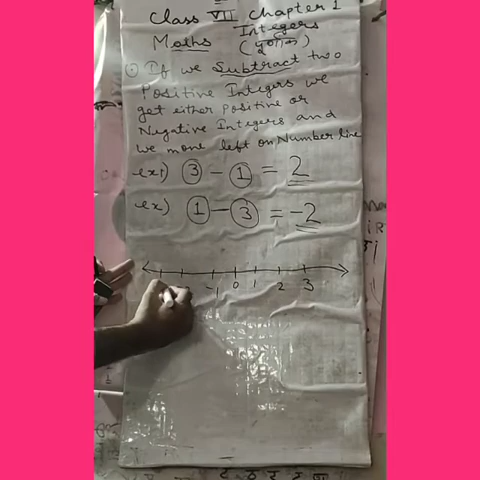 Class VII Chapter 1
Integers
Maths (पूर्णांक)
If we Subtract two
Positive Integers we
get either Positive or
Negative Integers and
we move left on Number line
ex) 3 - 1 = 2
ex) 1 - 3 = -2
-1 0 1 2 3